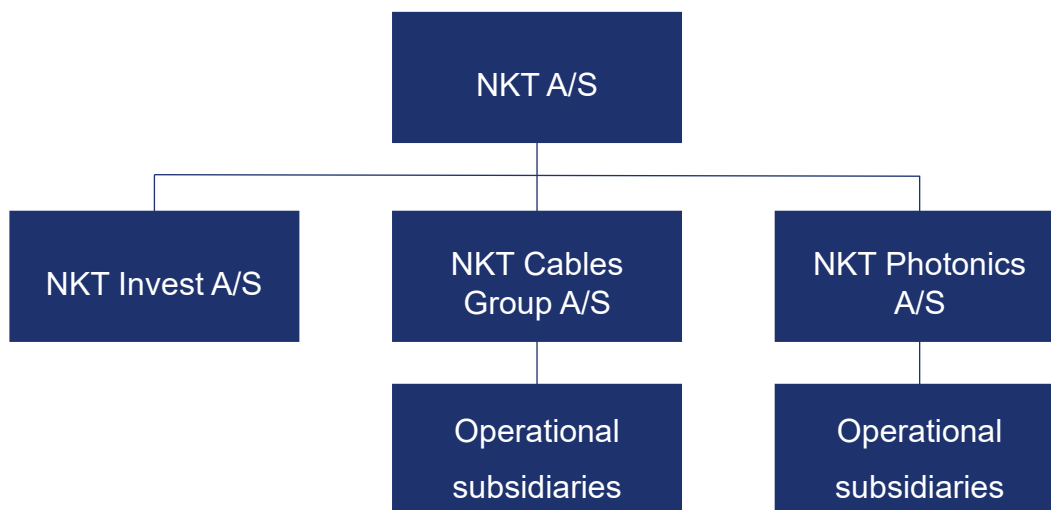 NKT A/S
NKT Invest A/S
NKT Cables
Group A/S
NKT Photonics
A/S
Operational
subsidiaries
Operational
subsidiaries